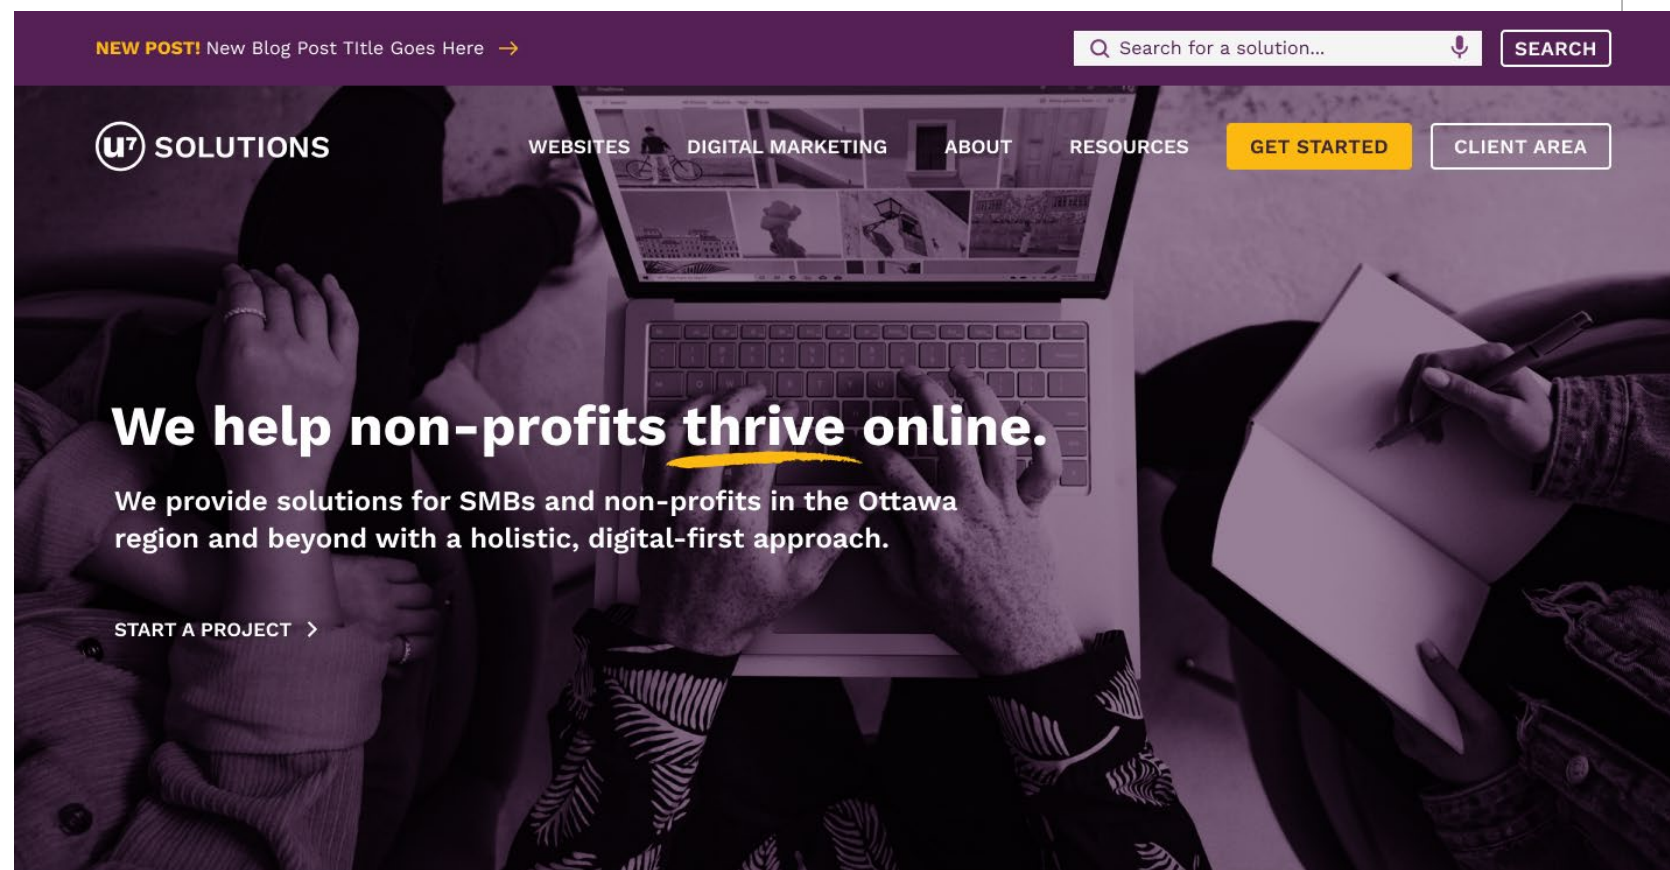 NEW POST! New Blog Post TItle Goes Here →
Search for a solution...
SEARCH
u⁷ SOLUTIONS
WEBSITES
DIGITAL MARKETING
ABOUT
RESOURCES
GET STARTED
CLIENT AREA
We help non-profits thrive online.
We provide solutions for SMBs and non-profits in the Ottawa
region and beyond with a holistic, digital-first approach.
START A PROJECT >